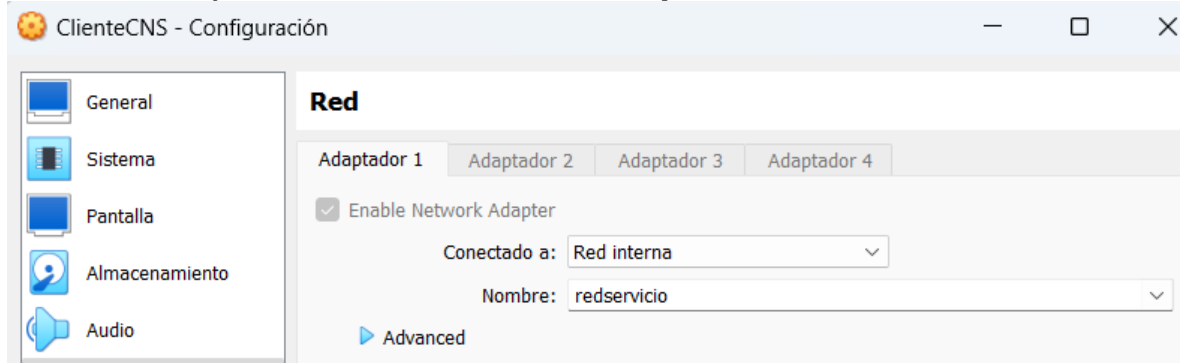 ClienteCNS - Configuración
General
Sistema
Pantalla
Almacenamiento
Audio
Red
Adaptador 1 Adaptador 2 Adaptador 3 Adaptador 4
Enable Network Adapter
Conectado a: Red interna
Nombre: redservicio
Advanced